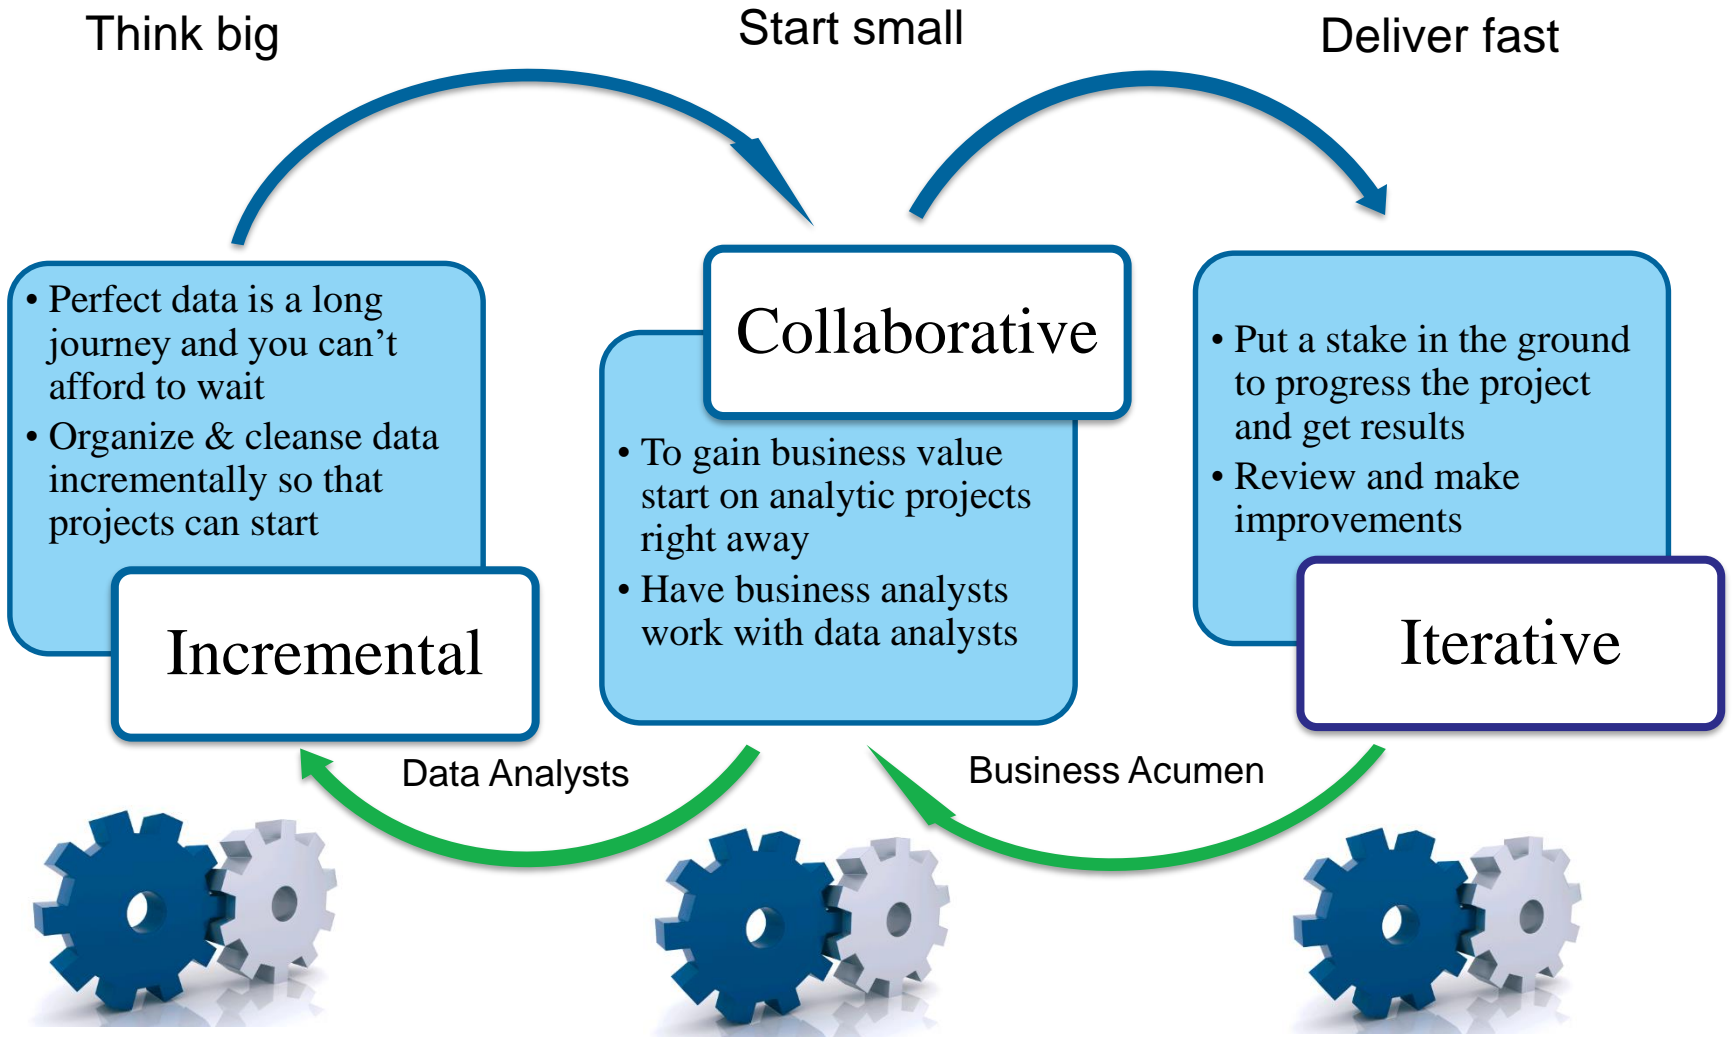 Think big
Start small
Deliver fast
• Perfect data is a long
journey and you can’t
afford to wait
• Organize & cleanse data
incrementally so that
projects can start
Incremental
Collaborative
• To gain business value
start on analytic projects
right away
• Have business analysts
work with data analysts
• Put a stake in the ground
to progress the project
and get results
• Review and make
improvements
Iterative
Data Analysts
Business Acumen